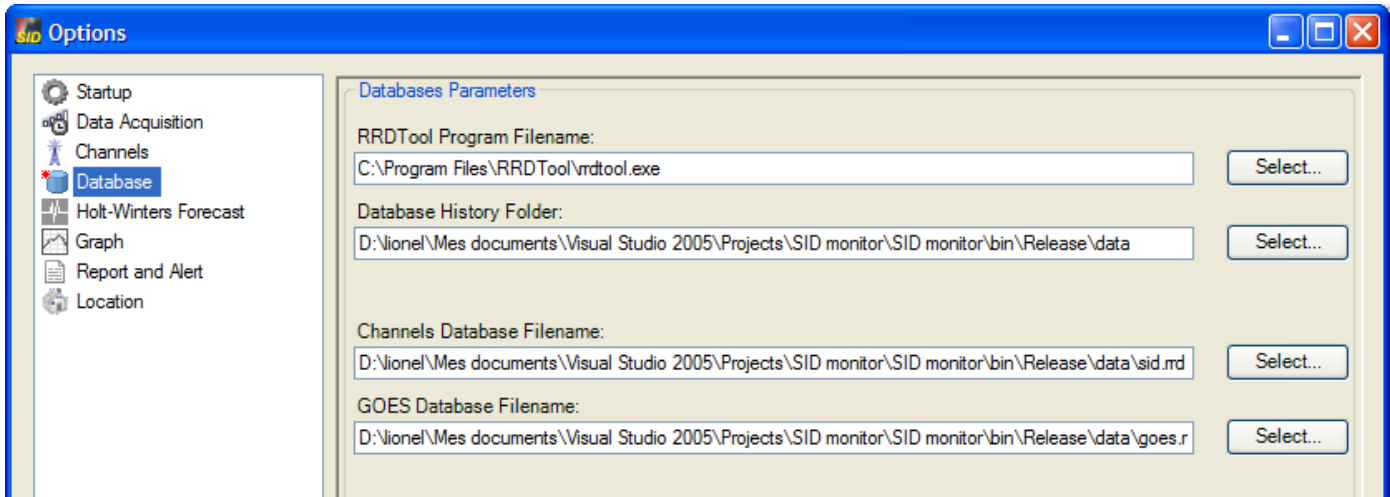 SID Options
Startup
Data Acquisition
Channels
Database
Holt-Winters Forecast
Graph
Report and Alert
Location
Databases Parameters
RRDTool Program Filename:
C:\Program Files\RRDTool\rrdtool.exe Select...
Database History Folder:
D:\lionel\Mes documents\Visual Studio 2005\Projects\SID monitor\SID monitor\bin\Release\data Select...
Channels Database Filename:
D:\lionel\Mes documents\Visual Studio 2005\Projects\SID monitor\SID monitor\bin\Release\data\sid.rrd Select...
GOES Database Filename:
D:\lionel\Mes documents\Visual Studio 2005\Projects\SID monitor\SID monitor\bin\Release\data\goes.r Select...